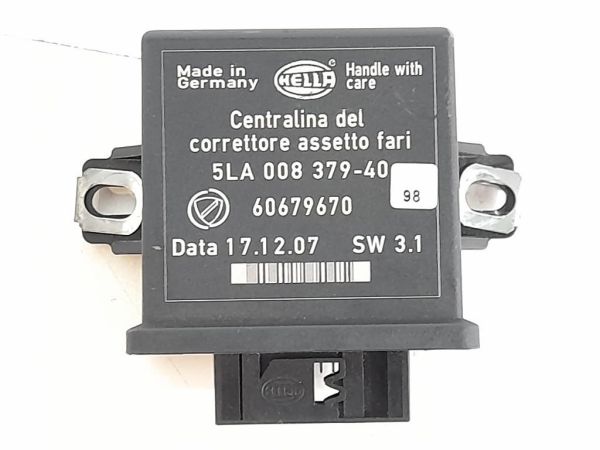 Made in
Germany
HELLA
Handle with
care
Centralina del
correttore assetto fari
5LA 008 379-40
98
60679670
Data 17.12.07 SW 3.1
HELLA